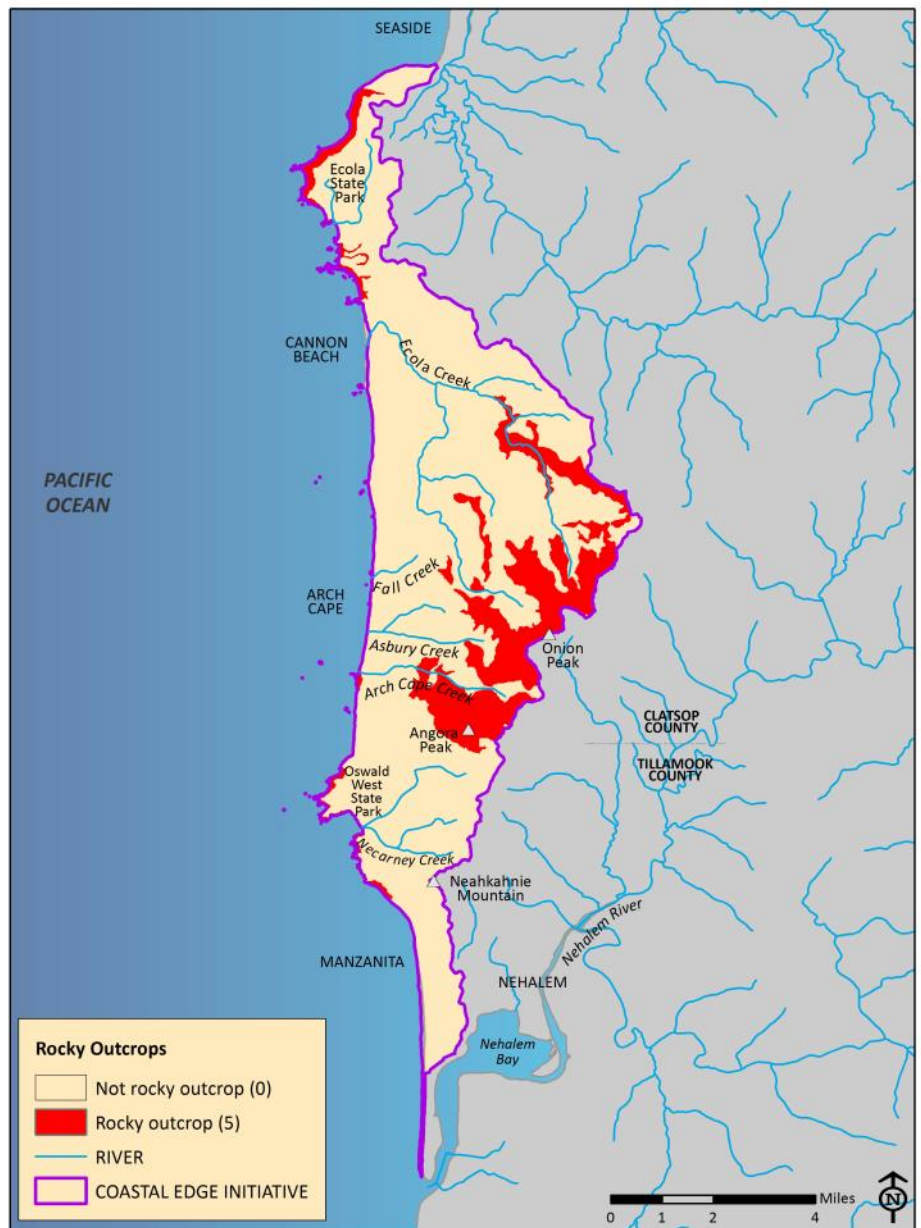 SEASIDE
Ecola
State
Park
CANNON
BEACH
Ecola Creek
PACIFIC
OCEAN
Fall Creek
ARCH
CAPE
Asbury Creek
Onion
Peak
Arch Cape Creek
CLATSOP
COUNTY
Angora
Peak
TILLAMOOK
COUNTY
Oswald
West
State
Park
Necarney Creek
Neahkahnie
Mountain
Nehalem River
MANZANITA
NEHALEM
Nehalem
Bay
Rocky Outcrops
Not rocky outcrop (0)
Rocky outcrop (5)
RIVER
COASTAL EDGE INITIATIVE
Miles
0 1 2 4
N